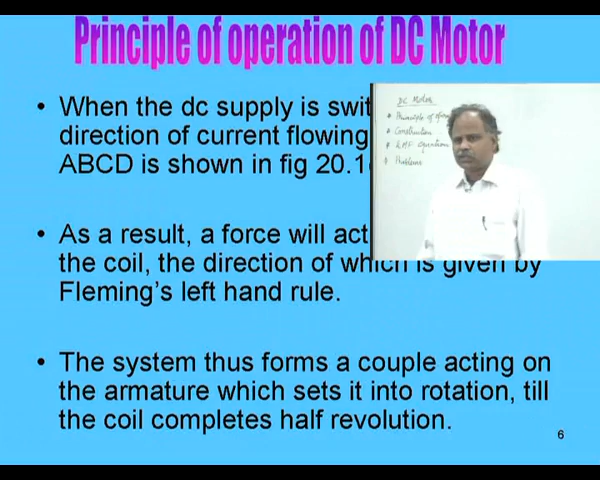 Principle of operation of DC Motor
• When the dc supply is swit
direction of current flowing
ABCD is shown in fig 20.1
• As a result, a force will act
the coil, the direction of which is given by
Fleming's left hand rule.
• The system thus forms a couple acting on
the armature which sets it into rotation, till
the coil completes half revolution.
6
DC Motor
Principle of
Construction
EMF
Problems